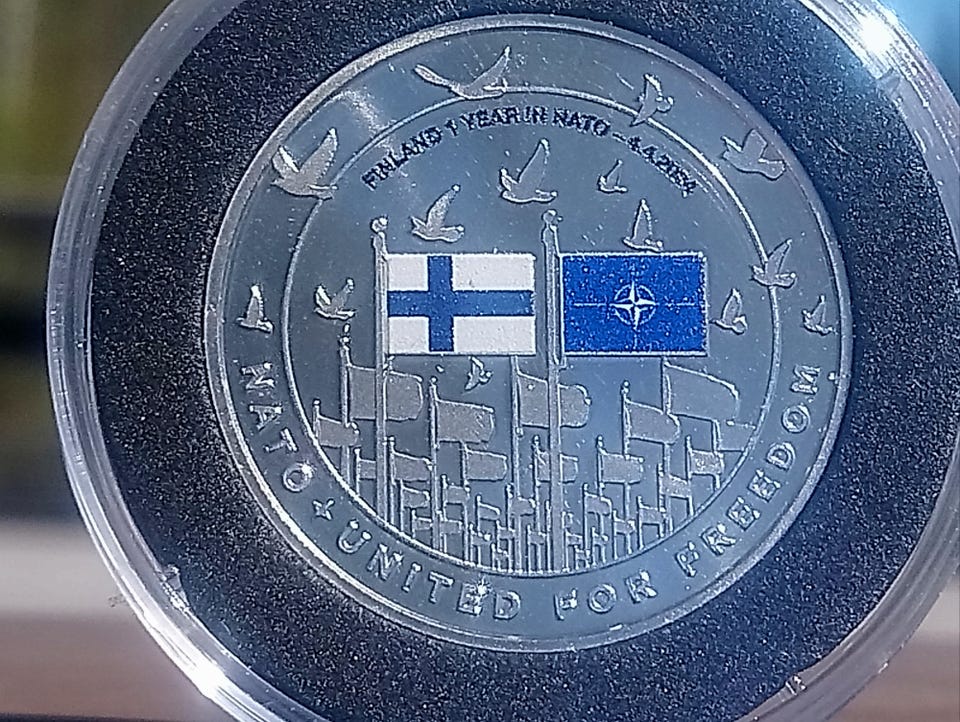 FINLAND 1 YEAR IN NATO – 4.4.2024
NATO + UNITED FOR FREEDOM